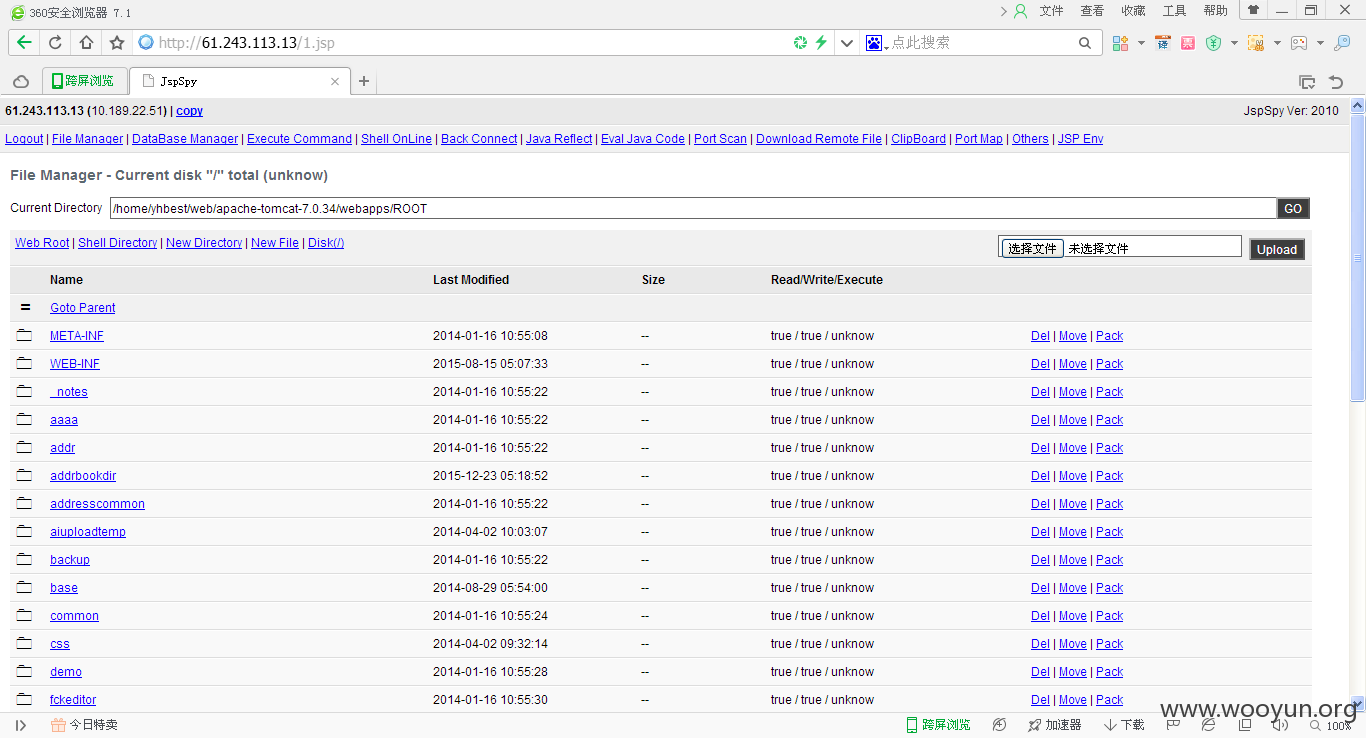 360安全浏览器 7.1 文件 查看 收藏 工具 帮助
http://61.243.113.13/1.jsp 点此搜索
跨屏浏览 JspSpy
61.243.113.13 (10.189.22.51) | copy JspSpy Ver: 2010
Logout | File Manager | DataBase Manager | Execute Command | Shell OnLine | Back Connect | Java Reflect | Eval Java Code | Port Scan | Download Remote File | ClipBoard | Port Map | Others | JSP Env
File Manager - Current disk "/" total (unknow)
Current Directory /home/yhbest/web/apache-tomcat-7.0.34/webapps/ROOT GO
Web Root | Shell Directory | New Directory | New File | Disk(/) 选择文件 未选择文件 Upload
Name Last Modified Size Read/Write/Execute
= Goto Parent
META-INF 2014-01-16 10:55:08 -- true / true / unknow Del | Move | Pack
WEB-INF 2015-08-15 05:07:33 -- true / true / unknow Del | Move | Pack
_notes 2014-01-16 10:55:22 -- true / true / unknow Del | Move | Pack
aaaa 2014-01-16 10:55:22 -- true / true / unknow Del | Move | Pack
addr 2014-01-16 10:55:22 -- true / true / unknow Del | Move | Pack
addrbookdir 2015-12-23 05:18:52 -- true / true / unknow Del | Move | Pack
addresscommon 2014-01-16 10:55:22 -- true / true / unknow Del | Move | Pack
aiuploadtemp 2014-04-02 10:03:07 -- true / true / unknow Del | Move | Pack
backup 2014-01-16 10:55:22 -- true / true / unknow Del | Move | Pack
base 2014-08-29 05:54:00 -- true / true / unknow Del | Move | Pack
common 2014-01-16 10:55:24 -- true / true / unknow Del | Move | Pack
css 2014-04-02 09:32:14 -- true / true / unknow Del | Move | Pack
demo 2014-01-16 10:55:28 -- true / true / unknow Del | Move | Pack
fckeditor 2014-01-16 10:55:30 -- true / true / unknow Del | Move | Pack
www.wooyun.org
今日特卖 跨屏浏览 加速器 下载 100%